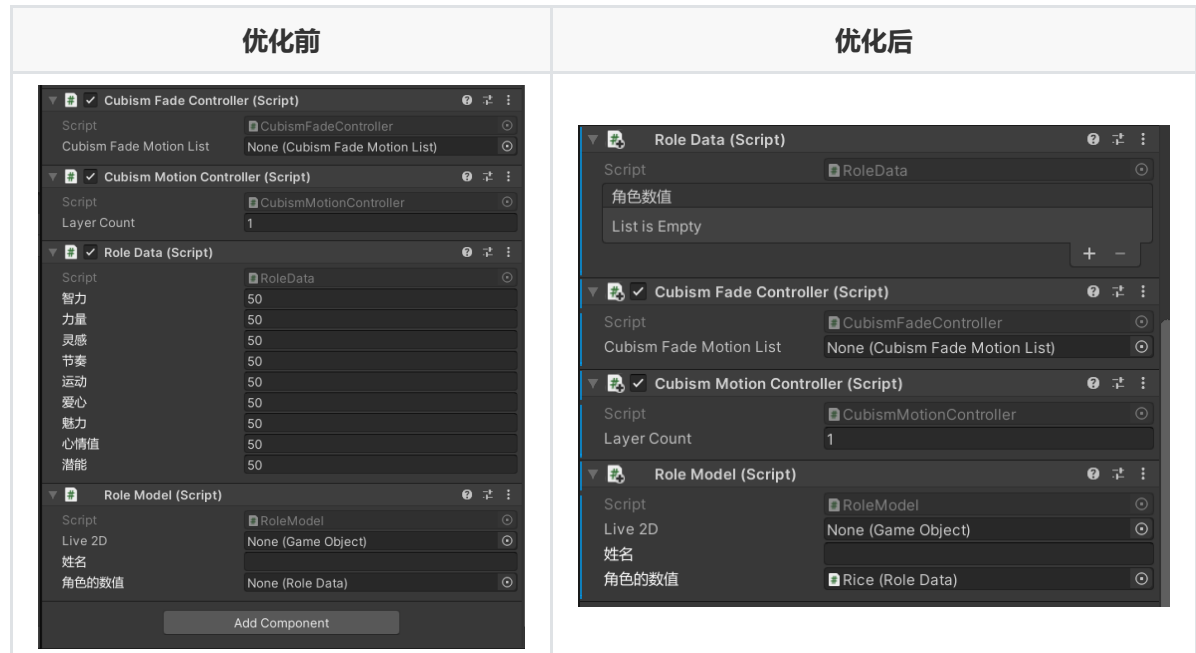 优化前
优化后
Cubism Fade Controller (Script)
Script
CubismFadeController
Cubism Fade Motion List
None (Cubism Fade Motion List)
Cubism Motion Controller (Script)
Script
CubismMotionController
Layer Count
1
Role Data (Script)
Script
RoleData
智力
50
力量
50
灵感
50
节奏
50
运动
50
爱心
50
魅力
50
心情值
50
潜能
50
Role Model (Script)
Script
RoleModel
Live 2D
None (Game Object)
姓名
角色的数值
None (Role Data)
Add Component
Role Data (Script)
Script
RoleData
角色数值
List is Empty
Cubism Fade Controller (Script)
Script
CubismFadeController
Cubism Fade Motion List
None (Cubism Fade Motion List)
Cubism Motion Controller (Script)
Script
CubismMotionController
Layer Count
1
Role Model (Script)
Script
RoleModel
Live 2D
None (Game Object)
姓名
角色的数值
Rice (Role Data)